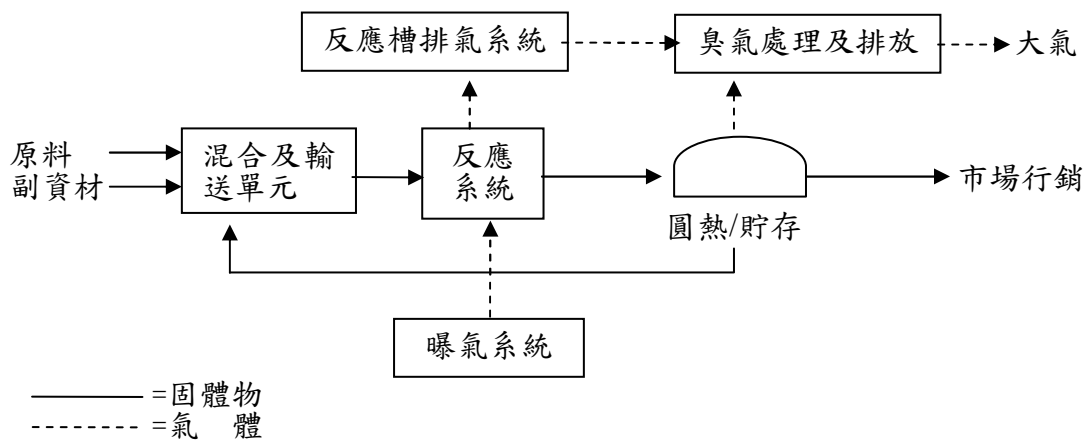 反應槽排氣系統
臭氣處理及排放
大氣
原料
副資材
混合及輸
送單元
反應
系統
市場行銷
圓熱/貯存
曝氣系統
=固體物
=氣 體